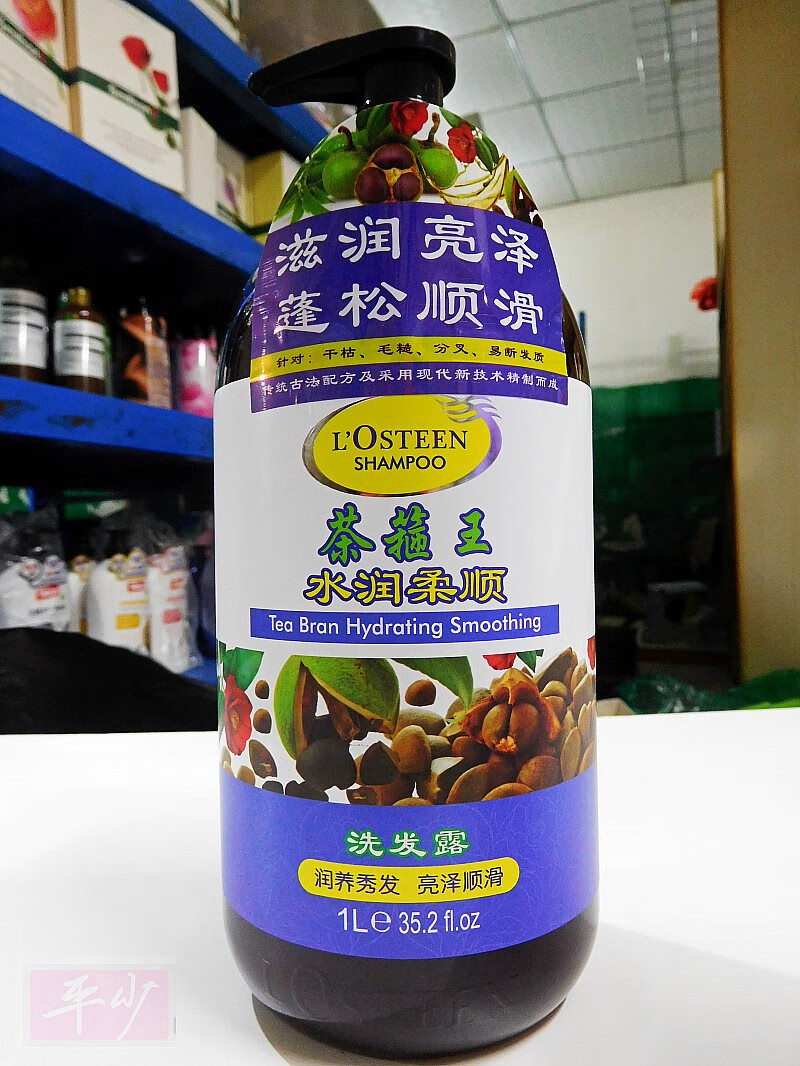 滋润亮泽
蓬松顺滑
针对：干枯、毛糙、分叉、易断发质
传统古法配方及采用现代新技术精制而成
L'OSTEEN
SHAMPOO
茶箍王
水润柔顺
Tea Bran Hydrating Smoothing
洗发露
润养秀发 亮泽顺滑
1L℮ 35.2 fl.oz
平少